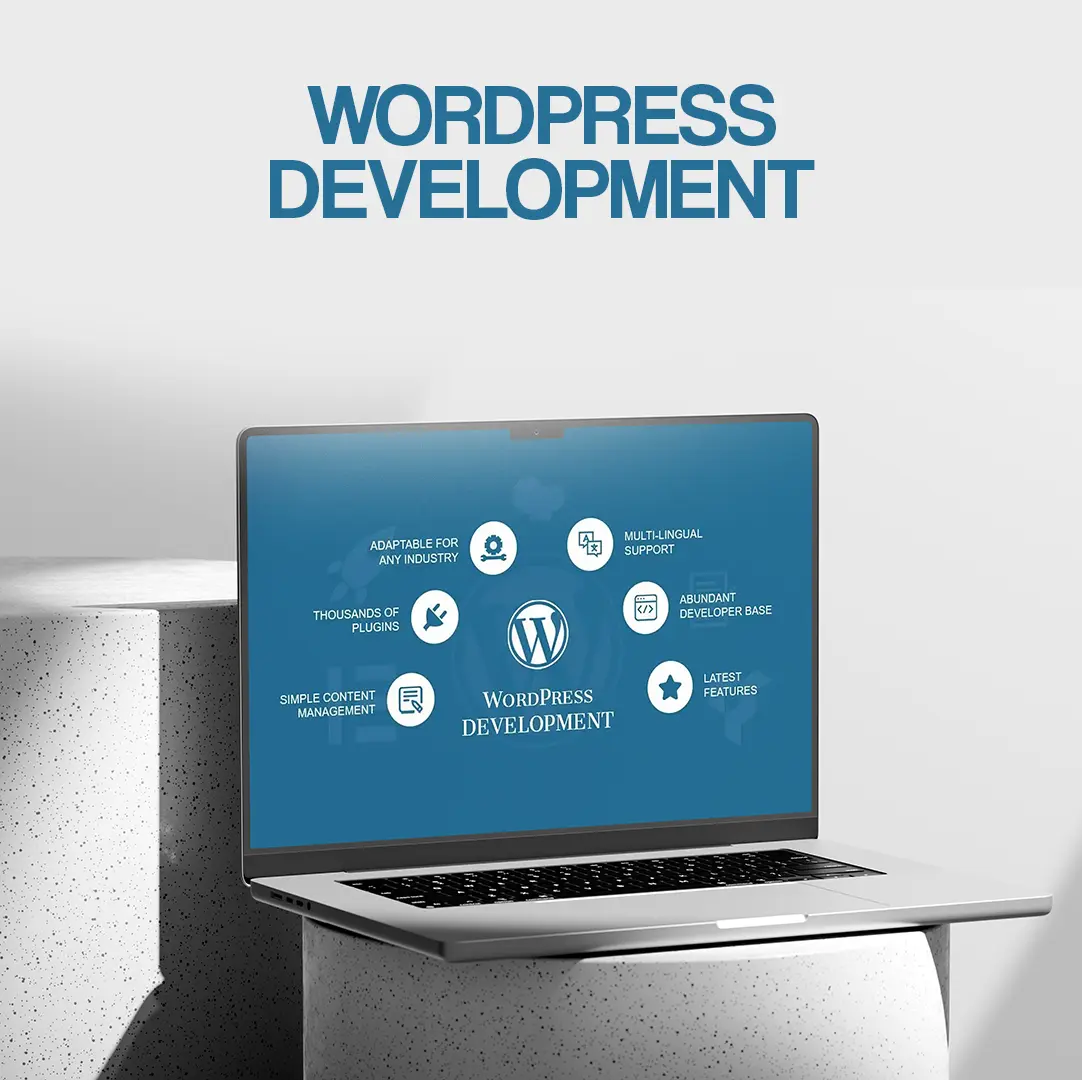 WORDPRESS
DEVELOPMENT
ADAPTABLE FOR
ANY INDUSTRY
MULTI-LINGUAL
SUPPORT
THOUSANDS OF
PLUGINS
ABUNDANT
DEVELOPER BASE
SIMPLE CONTENT
MANAGEMENT
LATEST
FEATURES
WORDPRESS
DEVELOPMENT